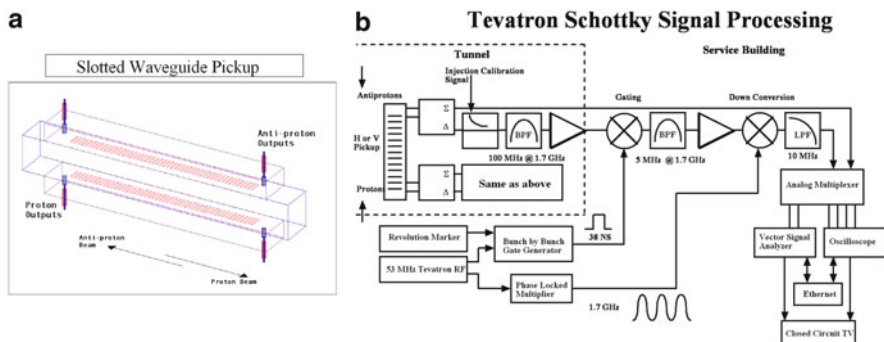 a
Slotted Waveguide Pickup
Anti-proton
Outputs
Proton
Outputs
Anti-proton
Beam
Proton Beam
b
Tevatron Schottky Signal Processing
Tunnel
Service Building
Injection Calibration
Signal
Antiprotons
Gating
Down Conversion
Σ
Δ
H or V
Pickup
BPF
BPF
LPF
100 MHz @ 1.7 GHz
5 MHz @ 1.7 GHz
10 MHz
Proton
Σ
Δ
Same as above
Analog Multiplexer
Revolution Marker
38 NS
Bunch by Bunch
Gate Generator
Vector Signal
Analyzer
Oscilloscope
53 MHz Tevatron RF
Phase Locked
Multiplier
1.7 GHz
Ethernet
Closed Circuit TV